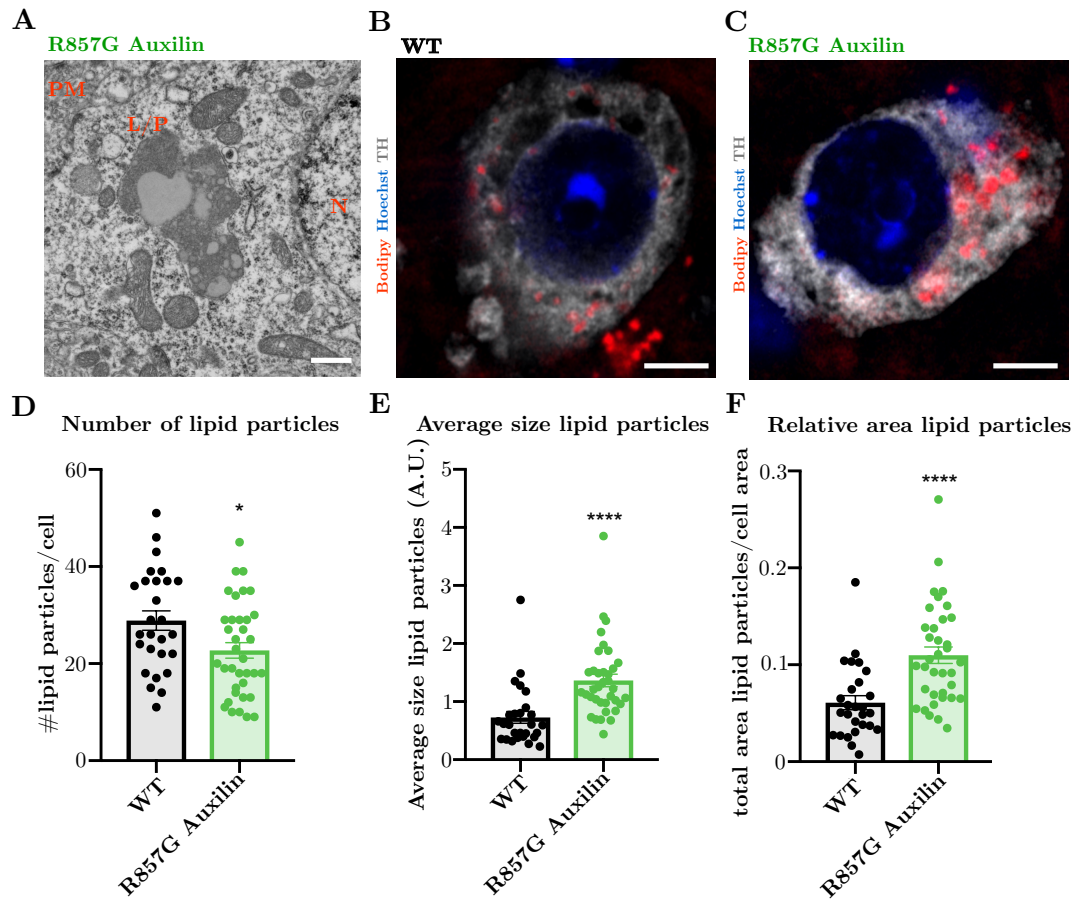 A
R857G Auxilin
PM
L/P
N
B
WT
Bodipy Hoechst TH
C
R857G Auxilin
Bodipy Hoechst TH
D
Number of lipid particles
#lipid particles/cell
60
40
20
0
*
WT
R857G Auxilin
E
Average size lipid particles
Average size lipid particles (A.U.)
5
4
3
2
1
0
****
WT
R857G Auxilin
F
Relative area lipid particles
total area lipid particles/cell area
0.3
0.2
0.1
0
****
WT
R857G Auxilin